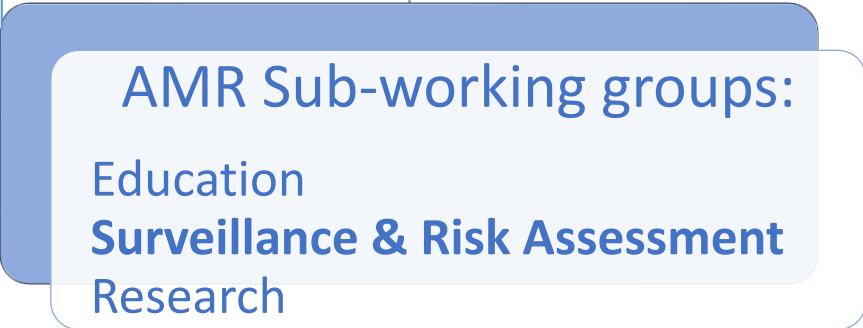 AMR Sub-working groups:
Education
Surveillance & Risk Assessment
Research